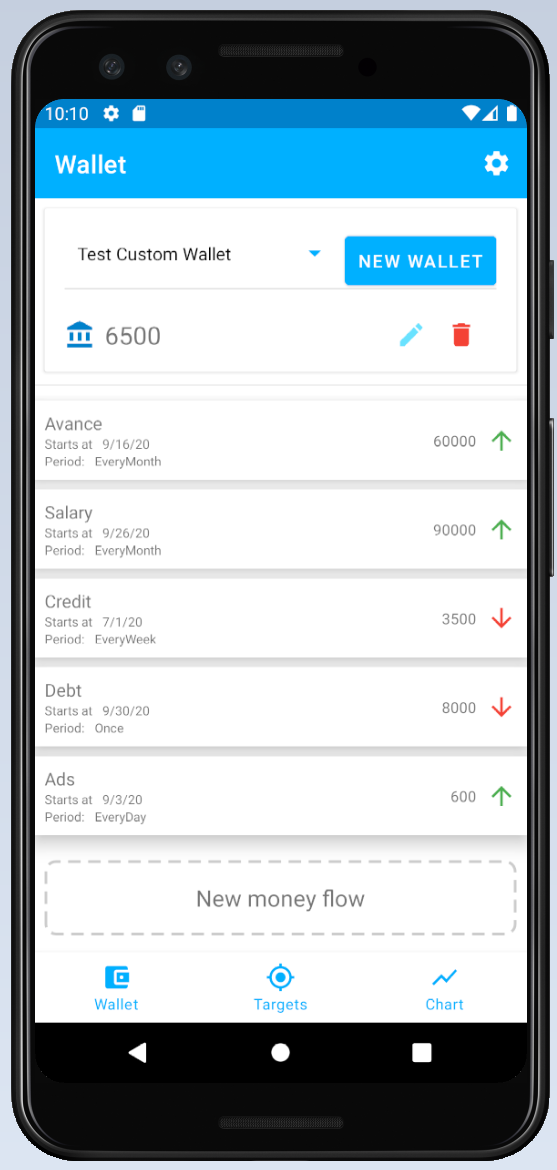 10:10
Wallet
Test Custom Wallet
NEW WALLET
6500
Avance
Starts at 9/16/20
60000
Period: EveryMonth
Salary
Starts at 9/26/20
90000
Period: EveryMonth
Credit
Starts at 7/1/20
3500
Period: EveryWeek
Debt
Starts at 9/30/20
8000
Period: Once
Ads
Starts at 9/3/20
600
Period: EveryDay
New money flow
Wallet Targets Chart